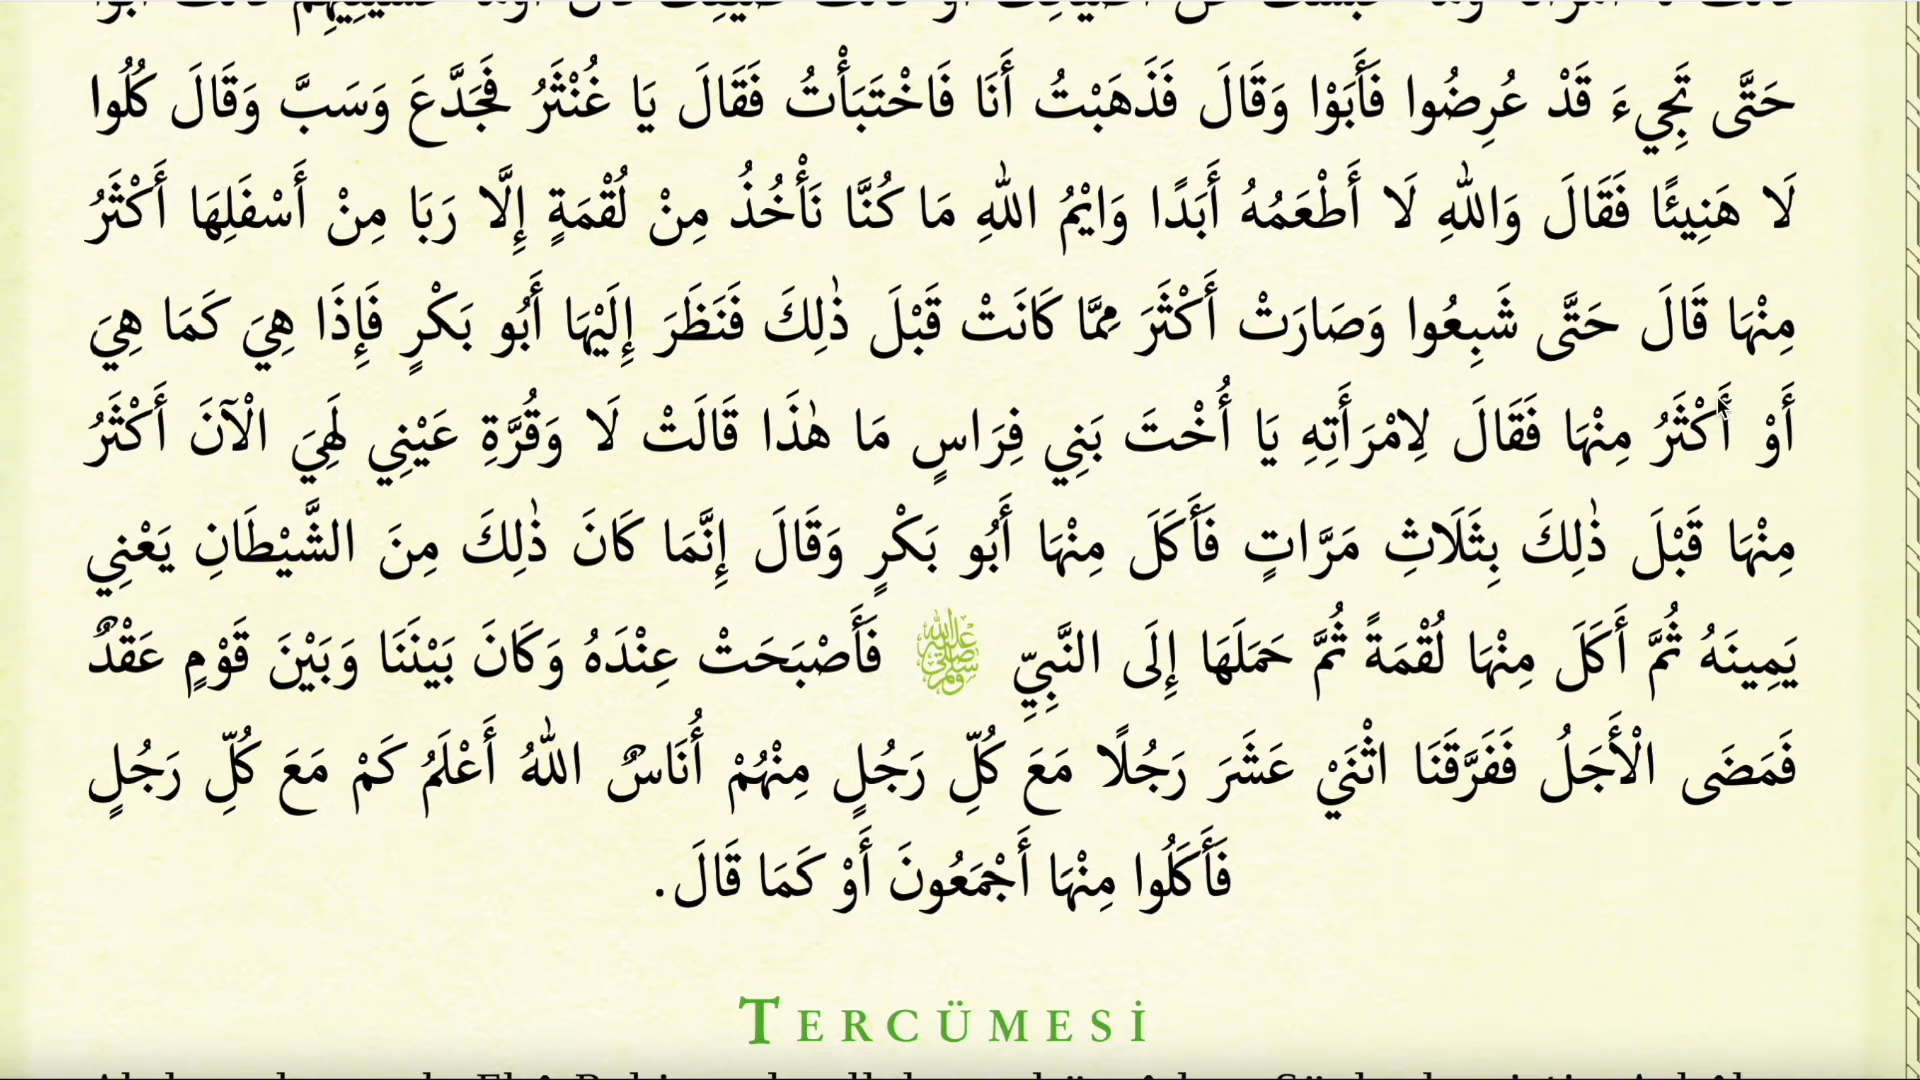 حَتَّى تَجِيءَ قَدْ عُرِضُوا فَأَبَوْا وَقَالَ فَذَهَبْتُ أَنَا فَاخْتَبَأْتُ فَقَالَ يَا غُنْثَرُ فَجَدَّعَ وَسَبَّ وَقَالَ كُلُوا
لَا هَنِيئًا فَقَالَ وَاللّٰهِ لَا أَطْعَمُهُ أَبَدًا وَايْمُ اللّٰهِ مَا كُنَّا نَأْخُذُ مِنْ لُقْمَةٍ إِلَّا رَبَا مِنْ أَسْفَلِهَا أَكْثَرُ
مِنْهَا قَالَ حَتَّى شَبِعُوا وَصَارَتْ أَكْثَرَ مِمَّا كَانَتْ قَبْلَ ذٰلِكَ فَنَظَرَ إِلَيْهَا أَبُو بَكْرٍ فَإِذَا هِيَ كَمَا هِيَ
أَوْ أَكْثَرُ مِنْهَا فَقَالَ لِامْرَأَتِهِ يَا أُخْتَ بَنِي فِرَاسٍ مَا هٰذَا قَالَتْ لَا وَقُرَّةِ عَيْنِي لَهِيَ الْآنَ أَكْثَرُ
مِنْهَا قَبْلَ ذٰلِكَ بِثَلَاثِ مَرَّاتٍ فَأَكَلَ مِنْهَا أَبُو بَكْرٍ وَقَالَ إِنَّمَا كَانَ ذٰلِكَ مِنَ الشَّيْطَانِ يَعْنِي
يَمِينَهُ ثُمَّ أَكَلَ مِنْهَا لُقْمَةً ثُمَّ حَمَلَهَا إِلَى النَّبِيِّ ﷺ فَأَصْبَحَتْ عِنْدَهُ وَكَانَ بَيْنَنَا وَبَيْنَ قَوْمٍ عَقْدٌ
فَمَضَى الْأَجَلُ فَفَرَّقَنَا اثْنَيْ عَشَرَ رَجُلًا مَعَ كُلِّ رَجُلٍ مِنْهُمْ أُنَاسٌ اللّٰهُ أَعْلَمُ كَمْ مَعَ كُلِّ رَجُلٍ
فَأَكَلُوا مِنْهَا أَجْمَعُونَ أَوْ كَمَا قَالَ.
TERCÜMESİ